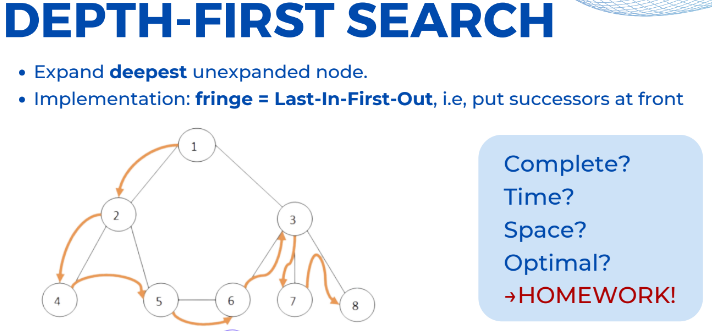 DEPTH-FIRST SEARCH
• Expand deepest unexpanded node.
• Implementation: fringe = Last-In-First-Out, i.e, put successors at front
1
2
3
4
5
6
7
8
Complete?
Time?
Space?
Optimal?
→HOMEWORK!